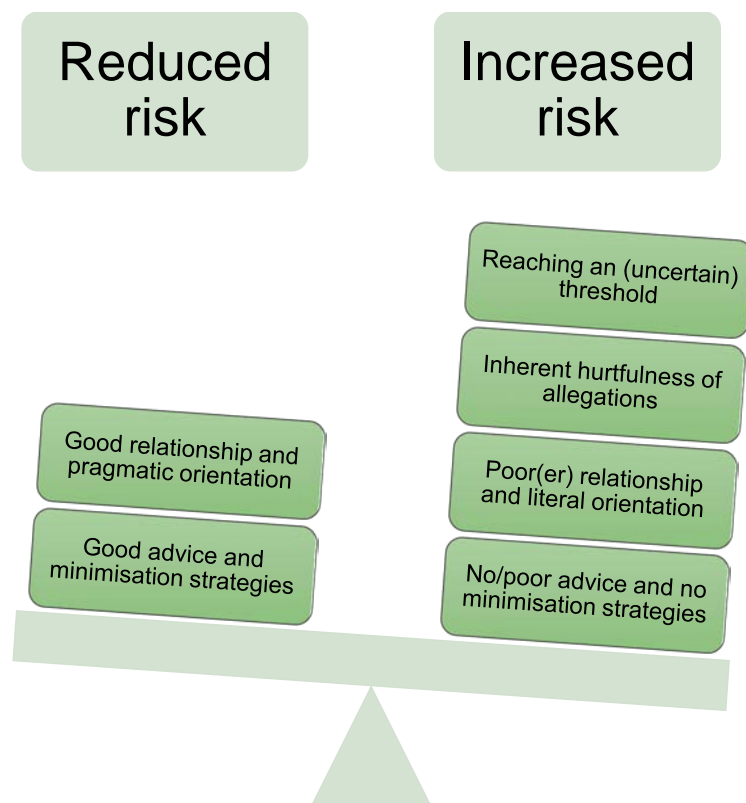 Reduced
risk
Increased
risk
Good relationship and
pragmatic orientation
Good advice and
minimisation strategies
Reaching an (uncertain)
threshold
Inherent hurtfulness of
allegations
Poor(er) relationship
and literal orientation
No/poor advice and no
minimisation strategies